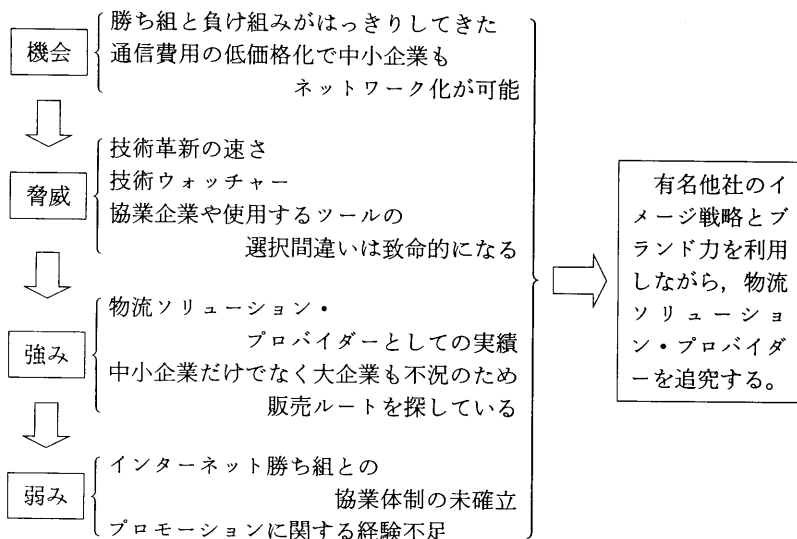 機会
勝ち組と負け組みがはっきりしてきた
通信費用の低価格化で中小企業も
ネットワーク化が可能
脅威
技術革新の速さ
技術ウォッチャー
協業企業や使用するツールの
選択間違いは致命的になる
強み
物流ソリューション・
プロバイダーとしての実績
中小企業だけでなく大企業も不況のため
販売ルートを探している
弱み
インターネット勝ち組との
協業体制の未確立
プロモーションに関する経験不足
有名他社のイ
メージ戦略とブ
ランド力を利用
しながら，物流
ソリューショ
ン・プロバイダ
ーを追究する。